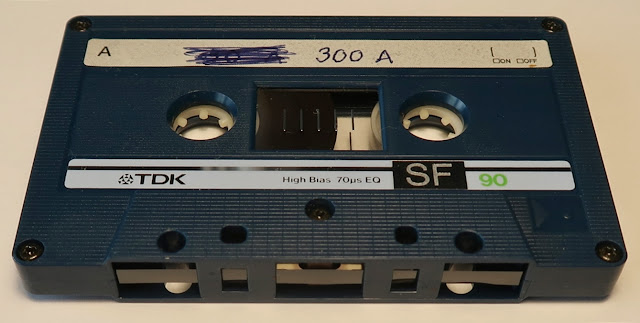 A 300 A
[ ]
□ON □OFF
TDK High Bias 70µs EQ SF 90